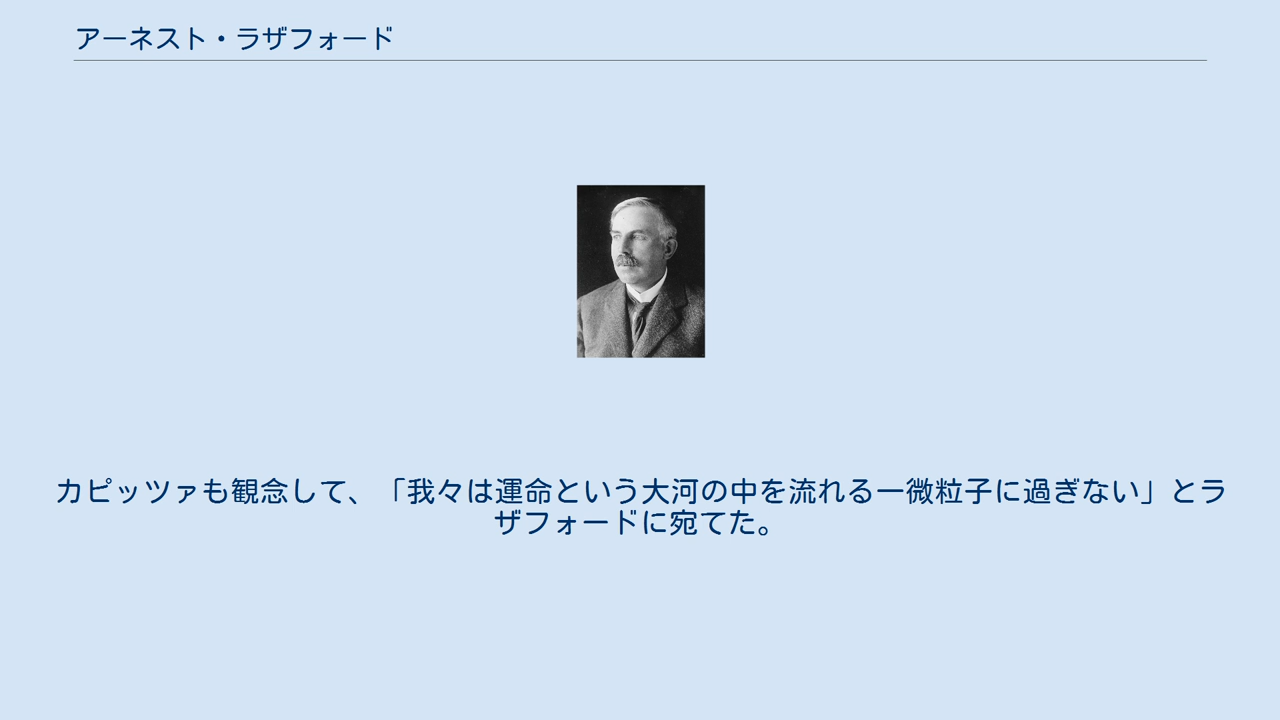 アーネスト・ラザフォード
カピッツァも観念して、「我々は運命という大河の中を流れる一微粒子に過ぎない」とラ
ザフォードに宛てた。